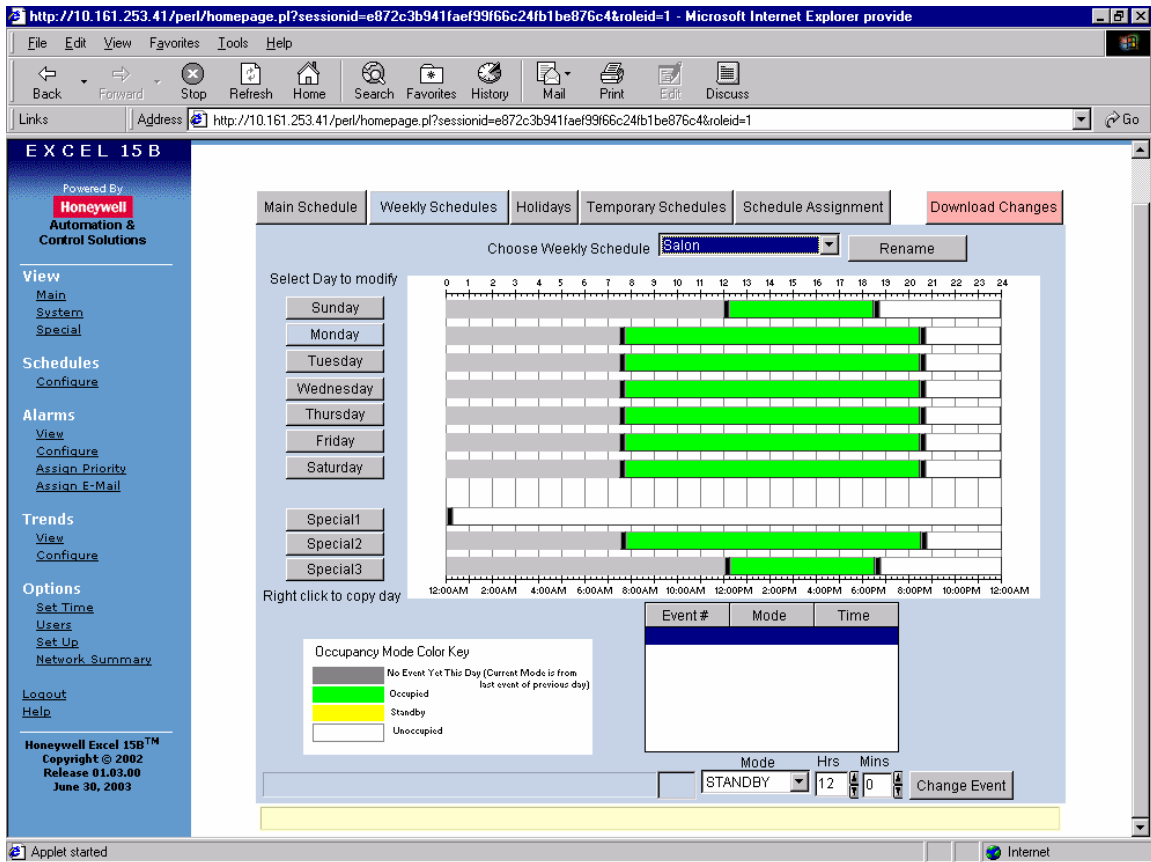 http://10.161.253.41/perl/homepage.pl?sessionid=e872c3b941faef99f66c24fb1be876c4&roleid=1 - Microsoft Internet Explorer provide
File Edit View Favorites Tools Help
Back Forward Stop Refresh Home Search Favorites History Mail Print Edit Discuss
Links Address http://10.161.253.41/perl/homepage.pl?sessionid=e872c3b941faef99f66c24fb1be876c4&roleid=1 Go
EXCEL 15B
Powered By
Honeywell
Automation &
Control Solutions
View
Main
System
Special
Schedules
Configure
Alarms
View
Configure
Assign Priority
Assign E-Mail
Trends
View
Configure
Options
Set Time
Users
Set Up
Network Summary
Logout
Help
Honeywell Excel 15B™
Copyright © 2002
Release 01.03.00
June 30, 2003
Main Schedule Weekly Schedules Holidays Temporary Schedules Schedule Assignment Download Changes
Choose Weekly Schedule Salon Rename
Select Day to modify
0 1 2 3 4 5 6 7 8 9 10 11 12 13 14 15 16 17 18 19 20 21 22 23 24
Sunday
Monday
Tuesday
Wednesday
Thursday
Friday
Saturday
Special1
Special2
Special3
12:00AM 2:00AM 4:00AM 6:00AM 8:00AM 10:00AM 12:00PM 2:00PM 4:00PM 6:00PM 8:00PM 10:00PM 12:00AM
Right click to copy day
Event # Mode Time
Occupancy Mode Color Key
No Event Yet This Day (Current Mode is from
last event of previous day)
Occupied
Standby
Unoccupied
Mode Hrs Mins
STANDBY 12 0 Change Event
Applet started Internet